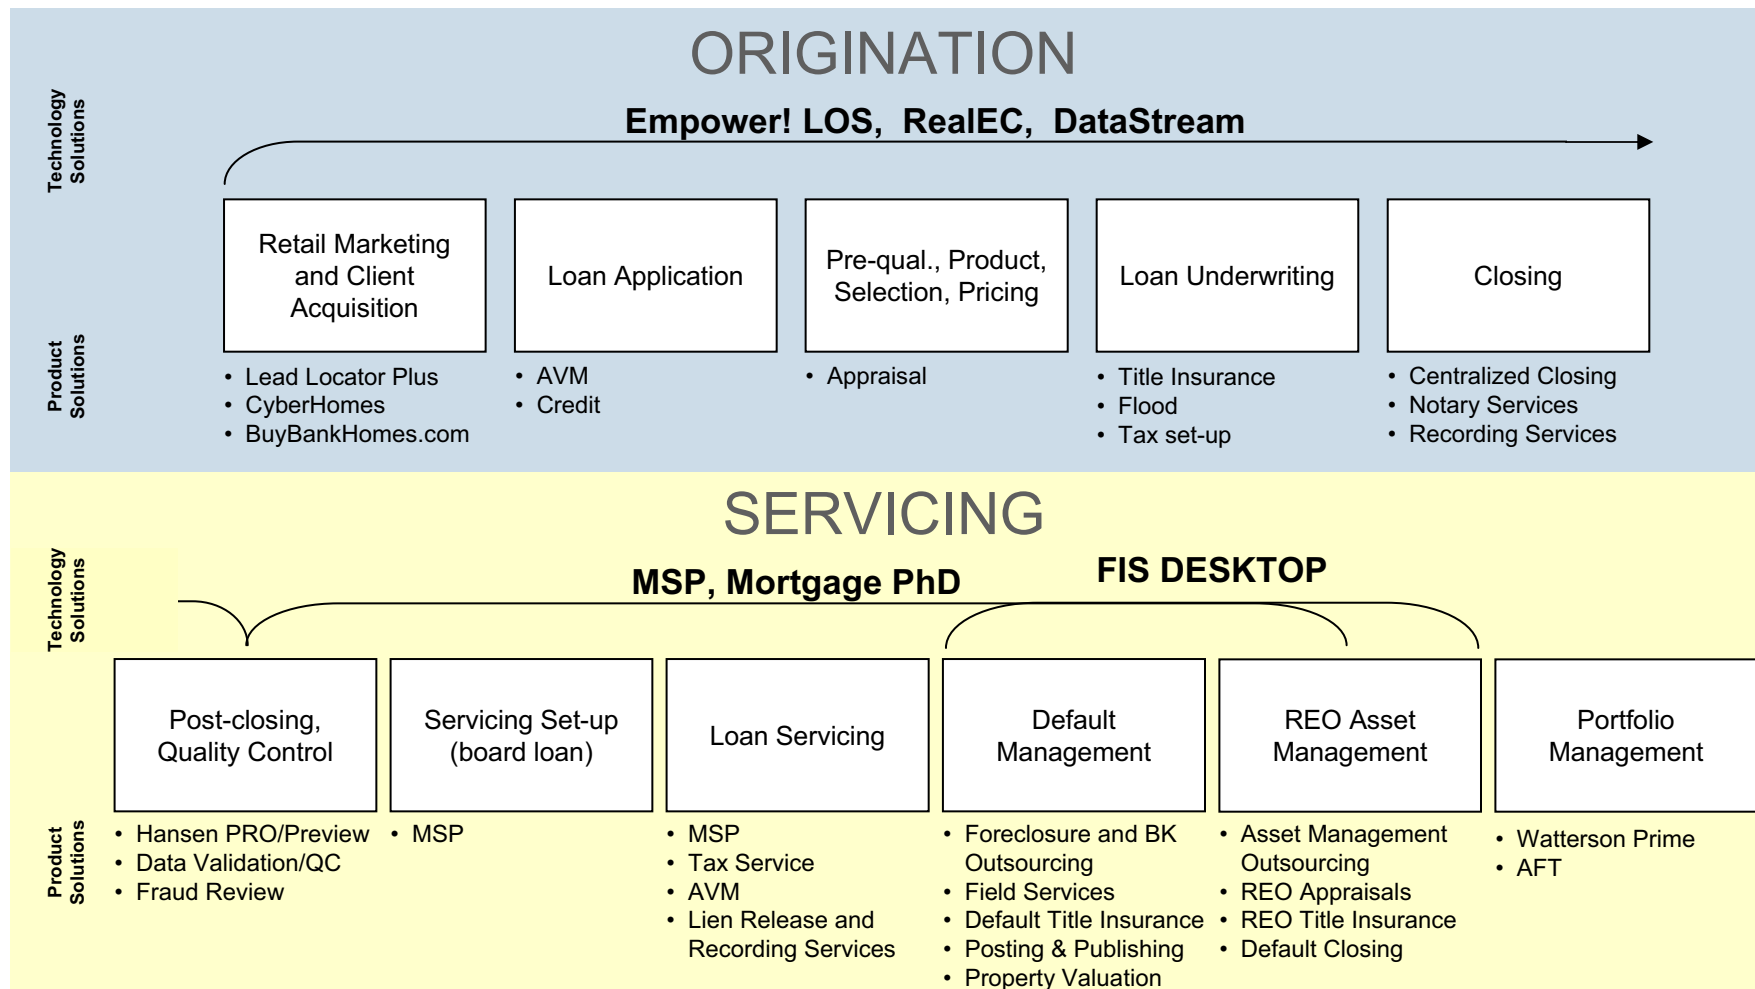 ORIGINATION
Technology
Solutions
Empower! LOS, RealEC, DataStream
Retail Marketing
and Client
Acquisition
Loan Application
Pre-qual., Product,
Selection, Pricing
Loan Underwriting
Closing
Product
Solutions
• Lead Locator Plus
• CyberHomes
• BuyBankHomes.com
• AVM
• Credit
• Appraisal
• Title Insurance
• Flood
• Tax set-up
• Centralized Closing
• Notary Services
• Recording Services
SERVICING
Technology
Solutions
MSP, Mortgage PhD
FIS DESKTOP
Post-closing,
Quality Control
Servicing Set-up
(board loan)
Loan Servicing
Default
Management
REO Asset
Management
Portfolio
Management
Product
Solutions
• Hansen PRO/Preview
• Data Validation/QC
• Fraud Review
• MSP
• MSP
• Tax Service
• AVM
• Lien Release and
Recording Services
• Foreclosure and BK
Outsourcing
• Field Services
• Default Title Insurance
• Posting & Publishing
• Property Valuation
• Asset Management
Outsourcing
• REO Appraisals
• REO Title Insurance
• Default Closing
• Watterson Prime
• AFT